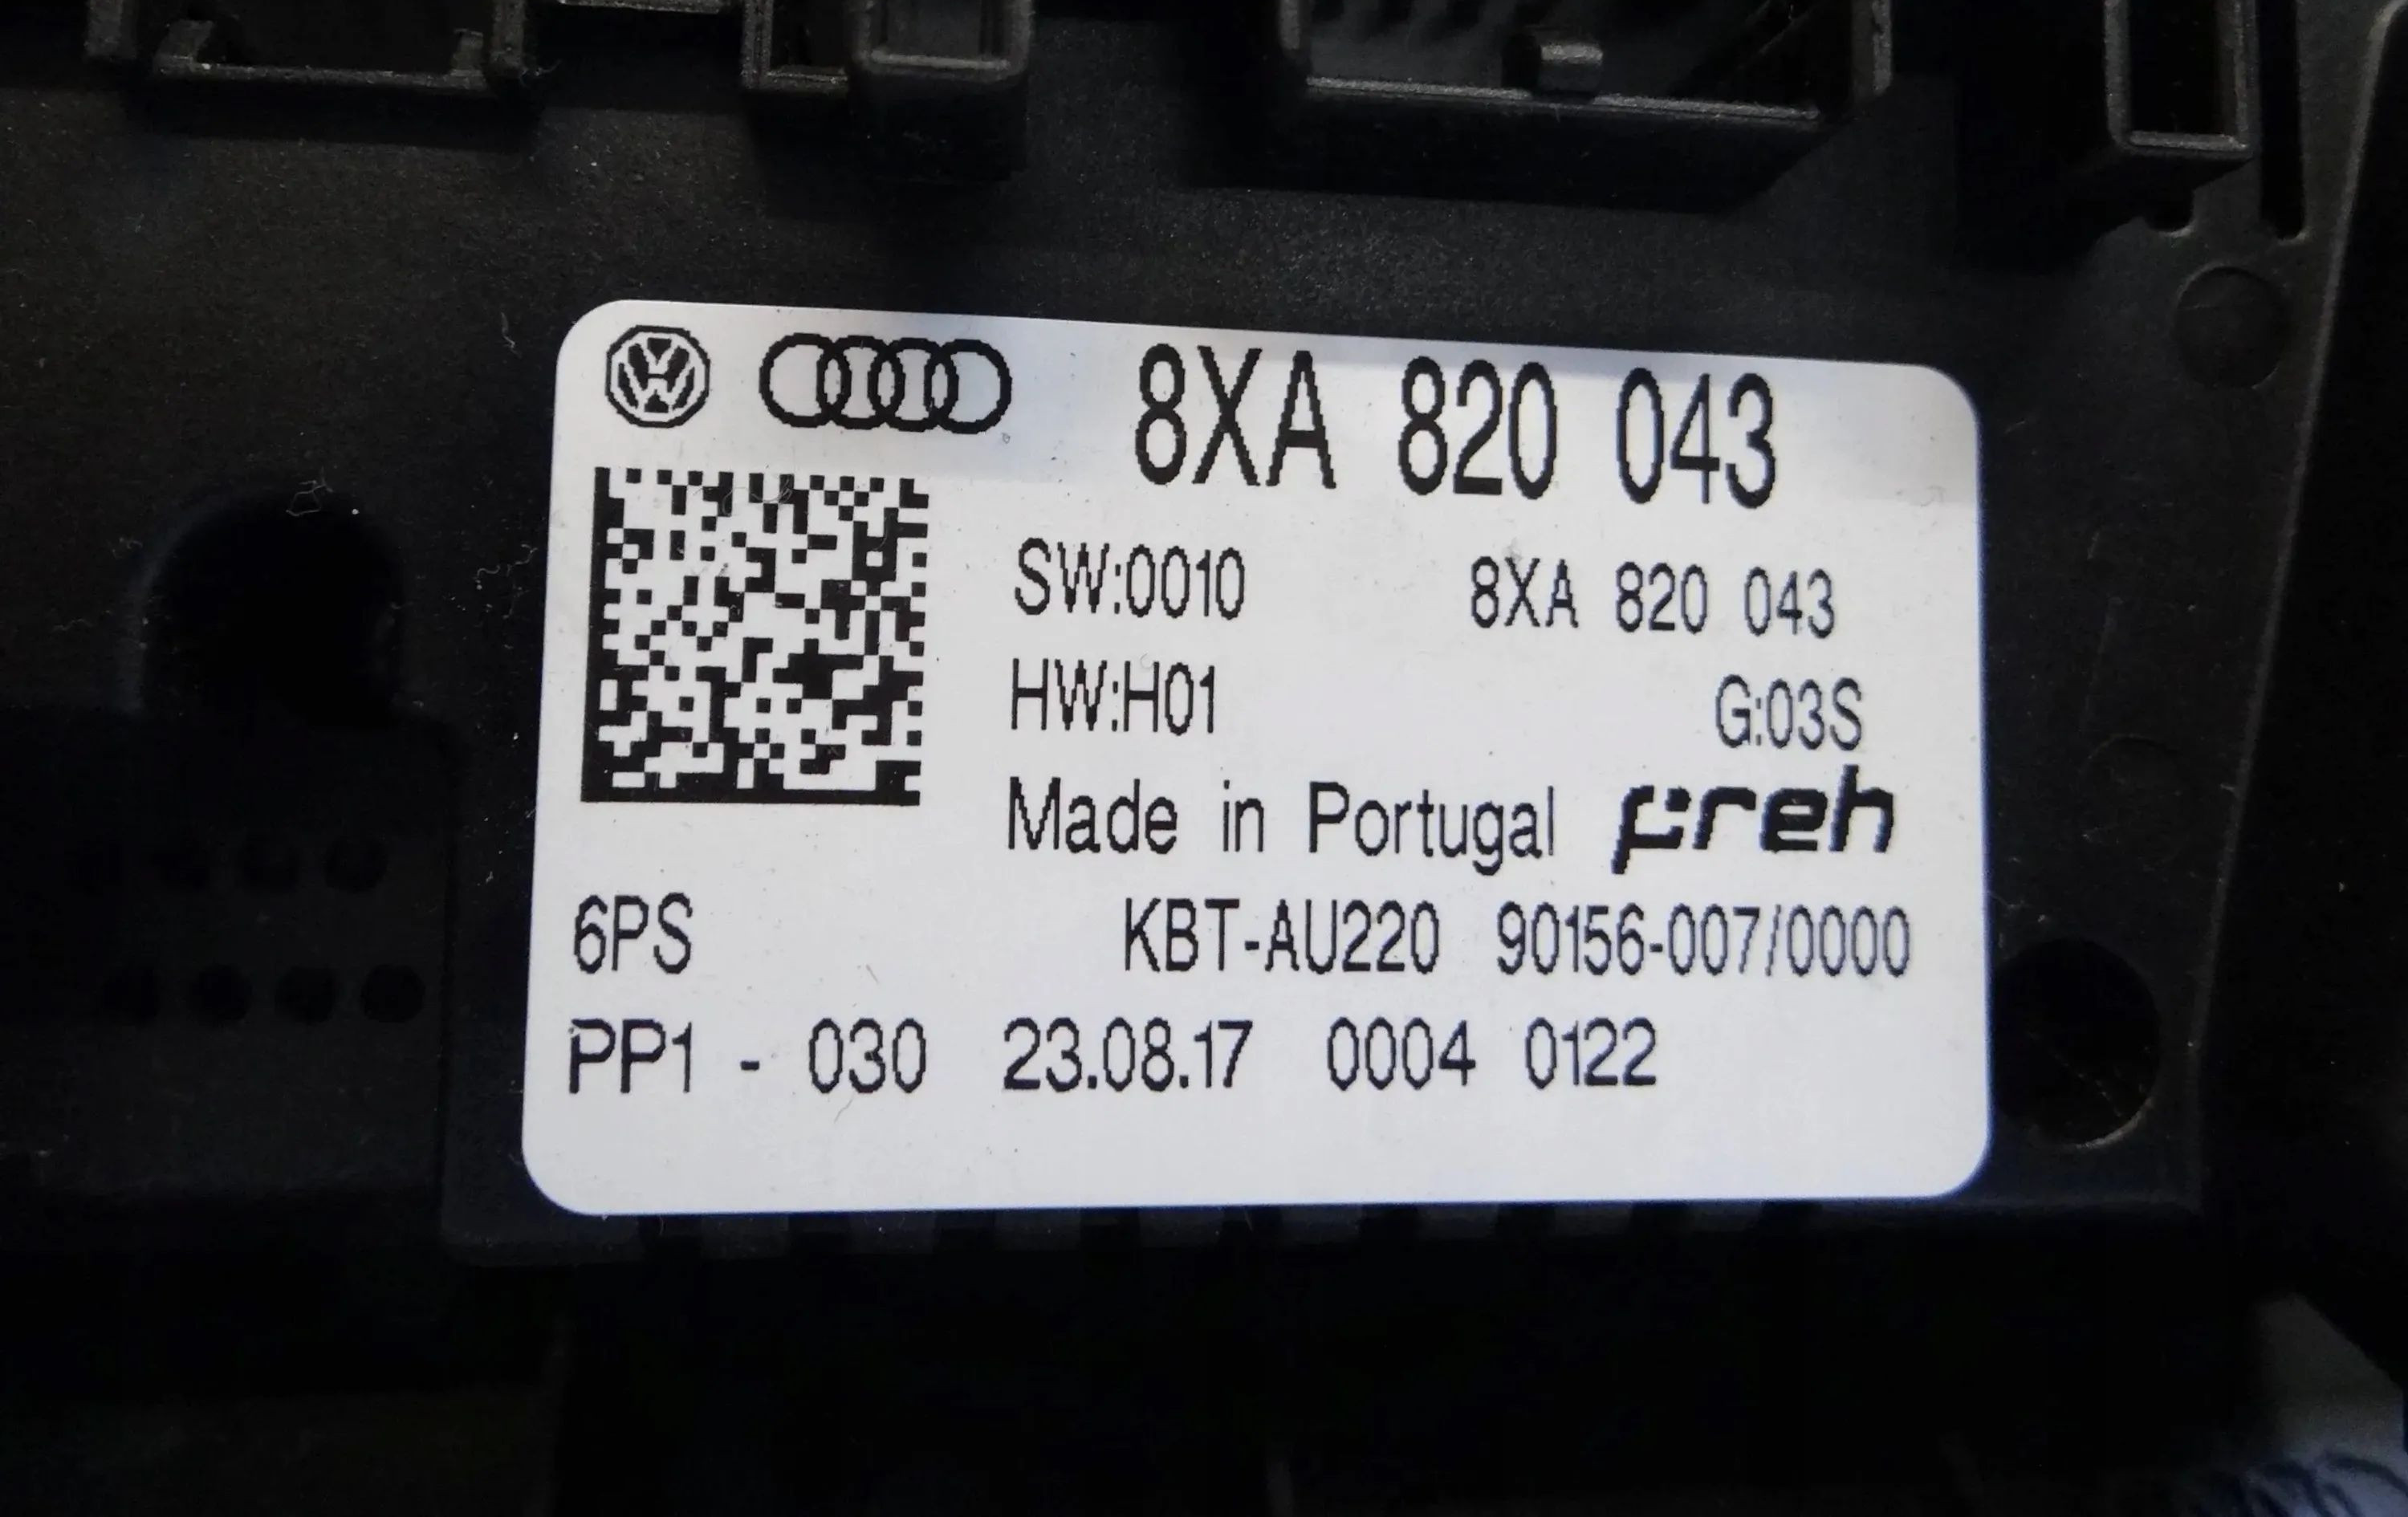 8XA 820 043
SW:0010 8XA 820 043
HW:H01 G:03S
Made in Portugal preh
6PS KBT-AU220 90156-007/0000
PP1 - 030 23.08.17 0004 0122